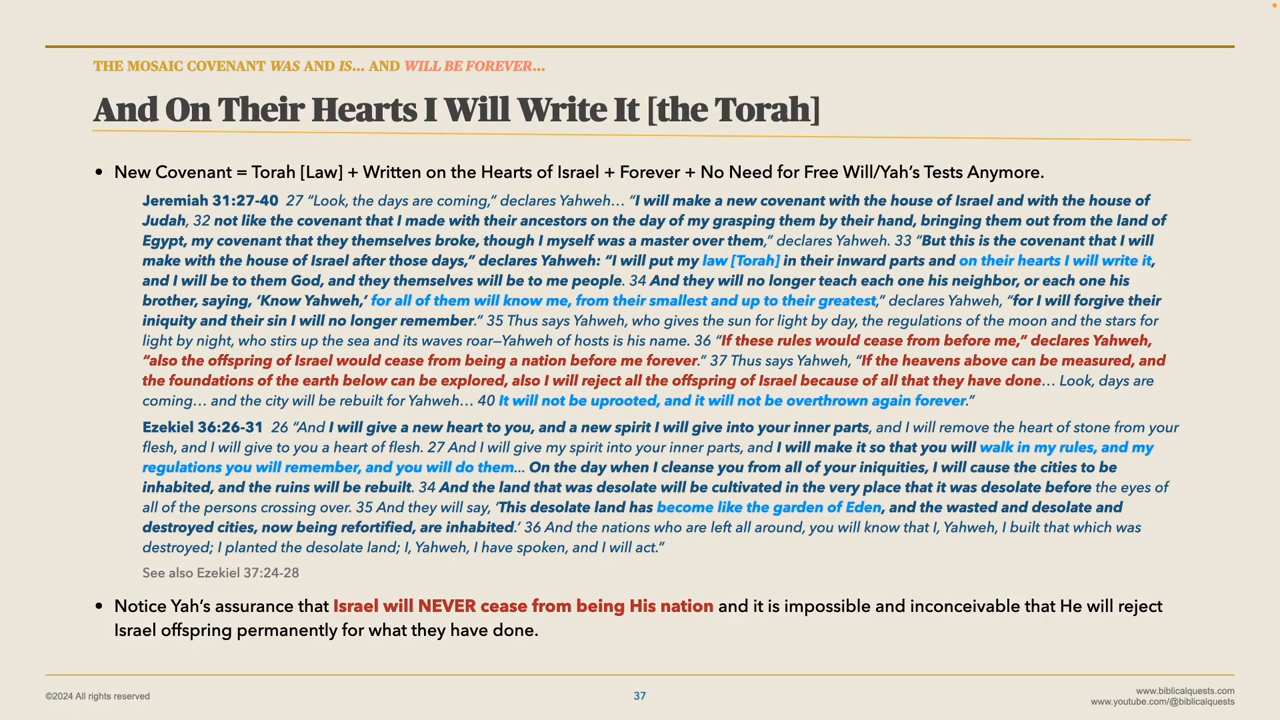 THE MOSAIC COVENANT WAS AND IS... AND WILL BE FOREVER...
And On Their Hearts I Will Write It [the Torah]
• New Covenant = Torah [Law] + Written on the Hearts of Israel + Forever + No Need for Free Will/Yah's Tests Anymore.
Jeremiah 31:27-40 27 “Look, the days are coming,” declares Yahweh… “I will make a new covenant with the house of Israel and with the house of
Judah, 32 not like the covenant that I made with their ancestors on the day of my grasping them by their hand, bringing them out from the land of
Egypt, my covenant that they themselves broke, though I myself was a master over them,” declares Yahweh. 33 “But this is the covenant that I will
make with the house of Israel after those days,” declares Yahweh: “I will put my law [Torah] in their inward parts and on their hearts I will write it,
and I will be to them God, and they themselves will be to me people. 34 And they will no longer teach each one his neighbor, or each one his
brother, saying, ‘Know Yahweh,’ for all of them will know me, from their smallest and up to their greatest,” declares Yahweh, “for I will forgive their
iniquity and their sin I will no longer remember.” 35 Thus says Yahweh, who gives the sun for light by day, the regulations of the moon and the stars for
light by night, who stirs up the sea and its waves roar—Yahweh of hosts is his name. 36 “If these rules would cease from before me,” declares Yahweh,
“also the offspring of Israel would cease from being a nation before me forever.” 37 Thus says Yahweh, “If the heavens above can be measured, and
the foundations of the earth below can be explored, also I will reject all the offspring of Israel because of all that they have done… Look, days are
coming… and the city will be rebuilt for Yahweh… 40 It will not be uprooted, and it will not be overthrown again forever.”
Ezekiel 36:26-31 26 “And I will give a new heart to you, and a new spirit I will give into your inner parts, and I will remove the heart of stone from your
flesh, and I will give to you a heart of flesh. 27 And I will give my spirit into your inner parts, and I will make it so that you will walk in my rules, and my
regulations you will remember, and you will do them… On the day when I cleanse you from all of your iniquities, I will cause the cities to be
inhabited, and the ruins will be rebuilt. 34 And the land that was desolate will be cultivated in the very place that it was desolate before the eyes of
all of the persons crossing over. 35 And they will say, ‘This desolate land has become like the garden of Eden, and the wasted and desolate and
destroyed cities, now being refortified, are inhabited.’ 36 And the nations who are left all around, you will know that I, Yahweh, I built that which was
destroyed; I planted the desolate land; I, Yahweh, I have spoken, and I will act.”
See also Ezekiel 37:24-28
• Notice Yah's assurance that Israel will NEVER cease from being His nation and it is impossible and inconceivable that He will reject
Israel offspring permanently for what they have done.
©2024 All rights reserved
37
www.biblicalquests.com
www.youtube.com/@biblicalquests